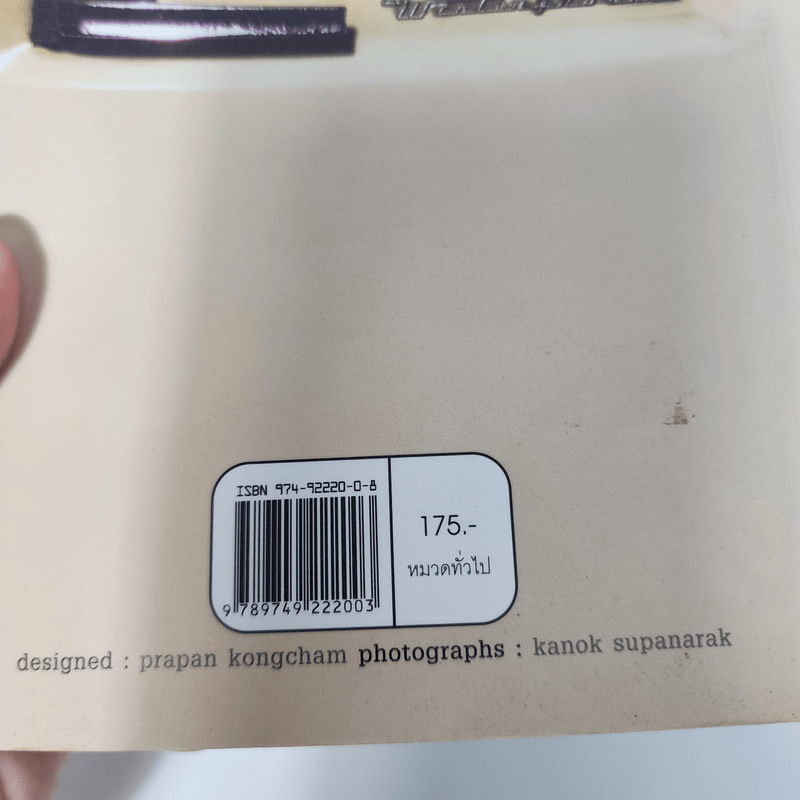 ISBN 974-92220-0-8
9 789749 222003
175.-
หมวดทั่วไป
designed : prapan kongcham photographs : kanok supanarak